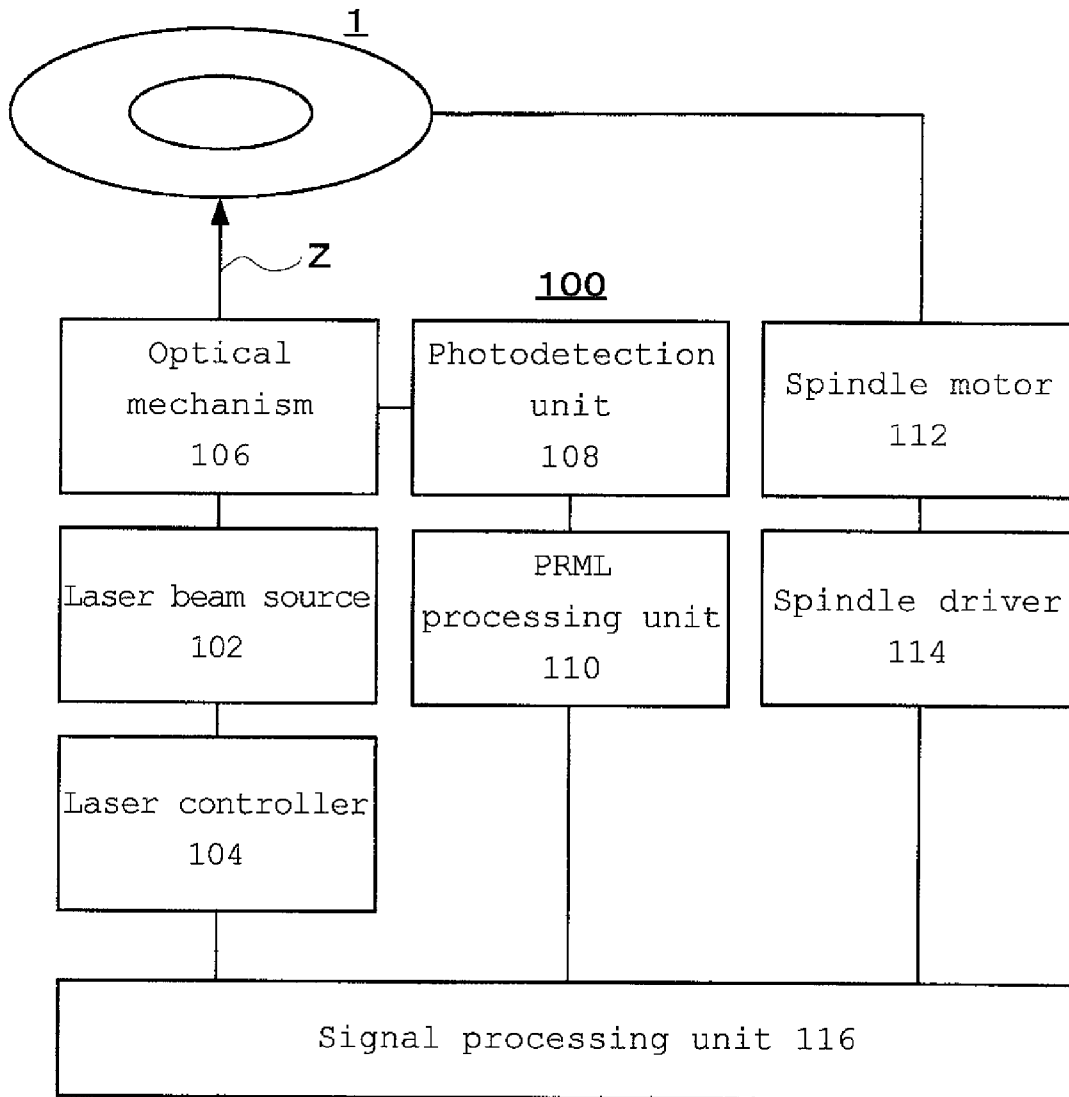 1
Z
100
Optical
mechanism
106
Photodetection
unit
108
Spindle motor
112
Laser beam source
102
PRML
processing unit
110
Spindle driver
114
Laser controller
104
Signal processing unit 116